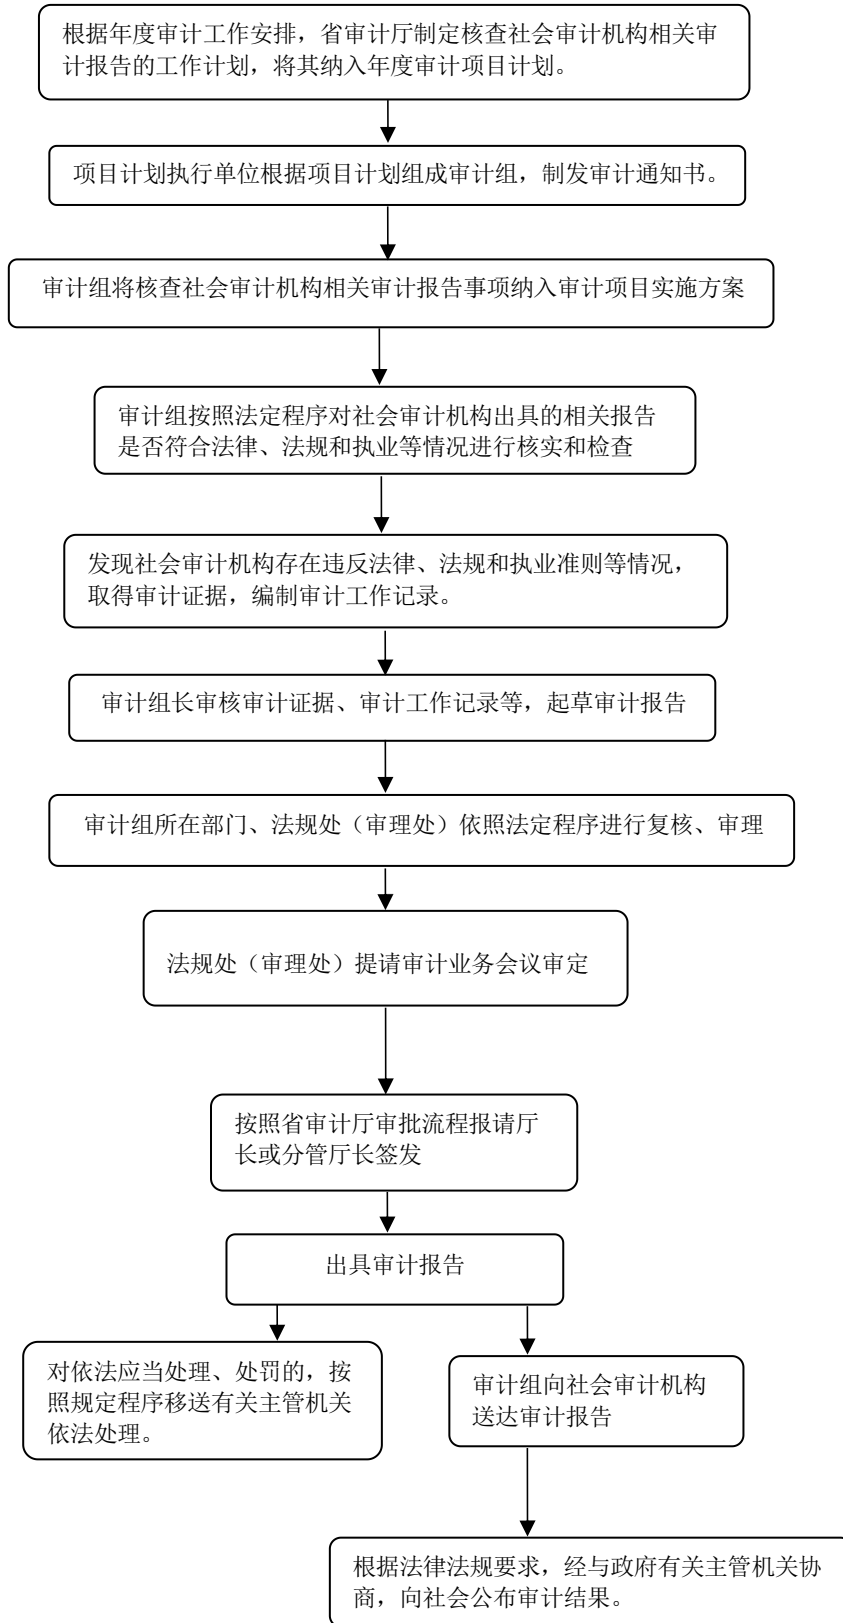 根据年度审计工作安排，省审计厅制定核查社会审计机构相关审
计报告的工作计划，将其纳入年度审计项目计划。
项目计划执行单位根据项目计划组成审计组，制发审计通知书。
审计组将核查社会审计机构相关审计报告事项纳入审计项目实施方案
审计组按照法定程序对社会审计机构出具的相关报告
是否符合法律、法规和执业等情况进行核实和检查
发现社会审计机构存在违反法律、法规和执业准则等情况，
取得审计证据，编制审计工作记录。
审计组长审核审计证据、审计工作记录等，起草审计报告
审计组所在部门、法规处（审理处）依照法定程序进行复核、审理
法规处（审理处）提请审计业务会议审定
按照省审计厅审批流程报请厅
长或分管厅长签发
出具审计报告
对依法应当处理、处罚的，按
照规定程序移送有关主管机关
依法处理。
审计组向社会审计机构
送达审计报告
根据法律法规要求，经与政府有关主管机关协
商，向社会公布审计结果。